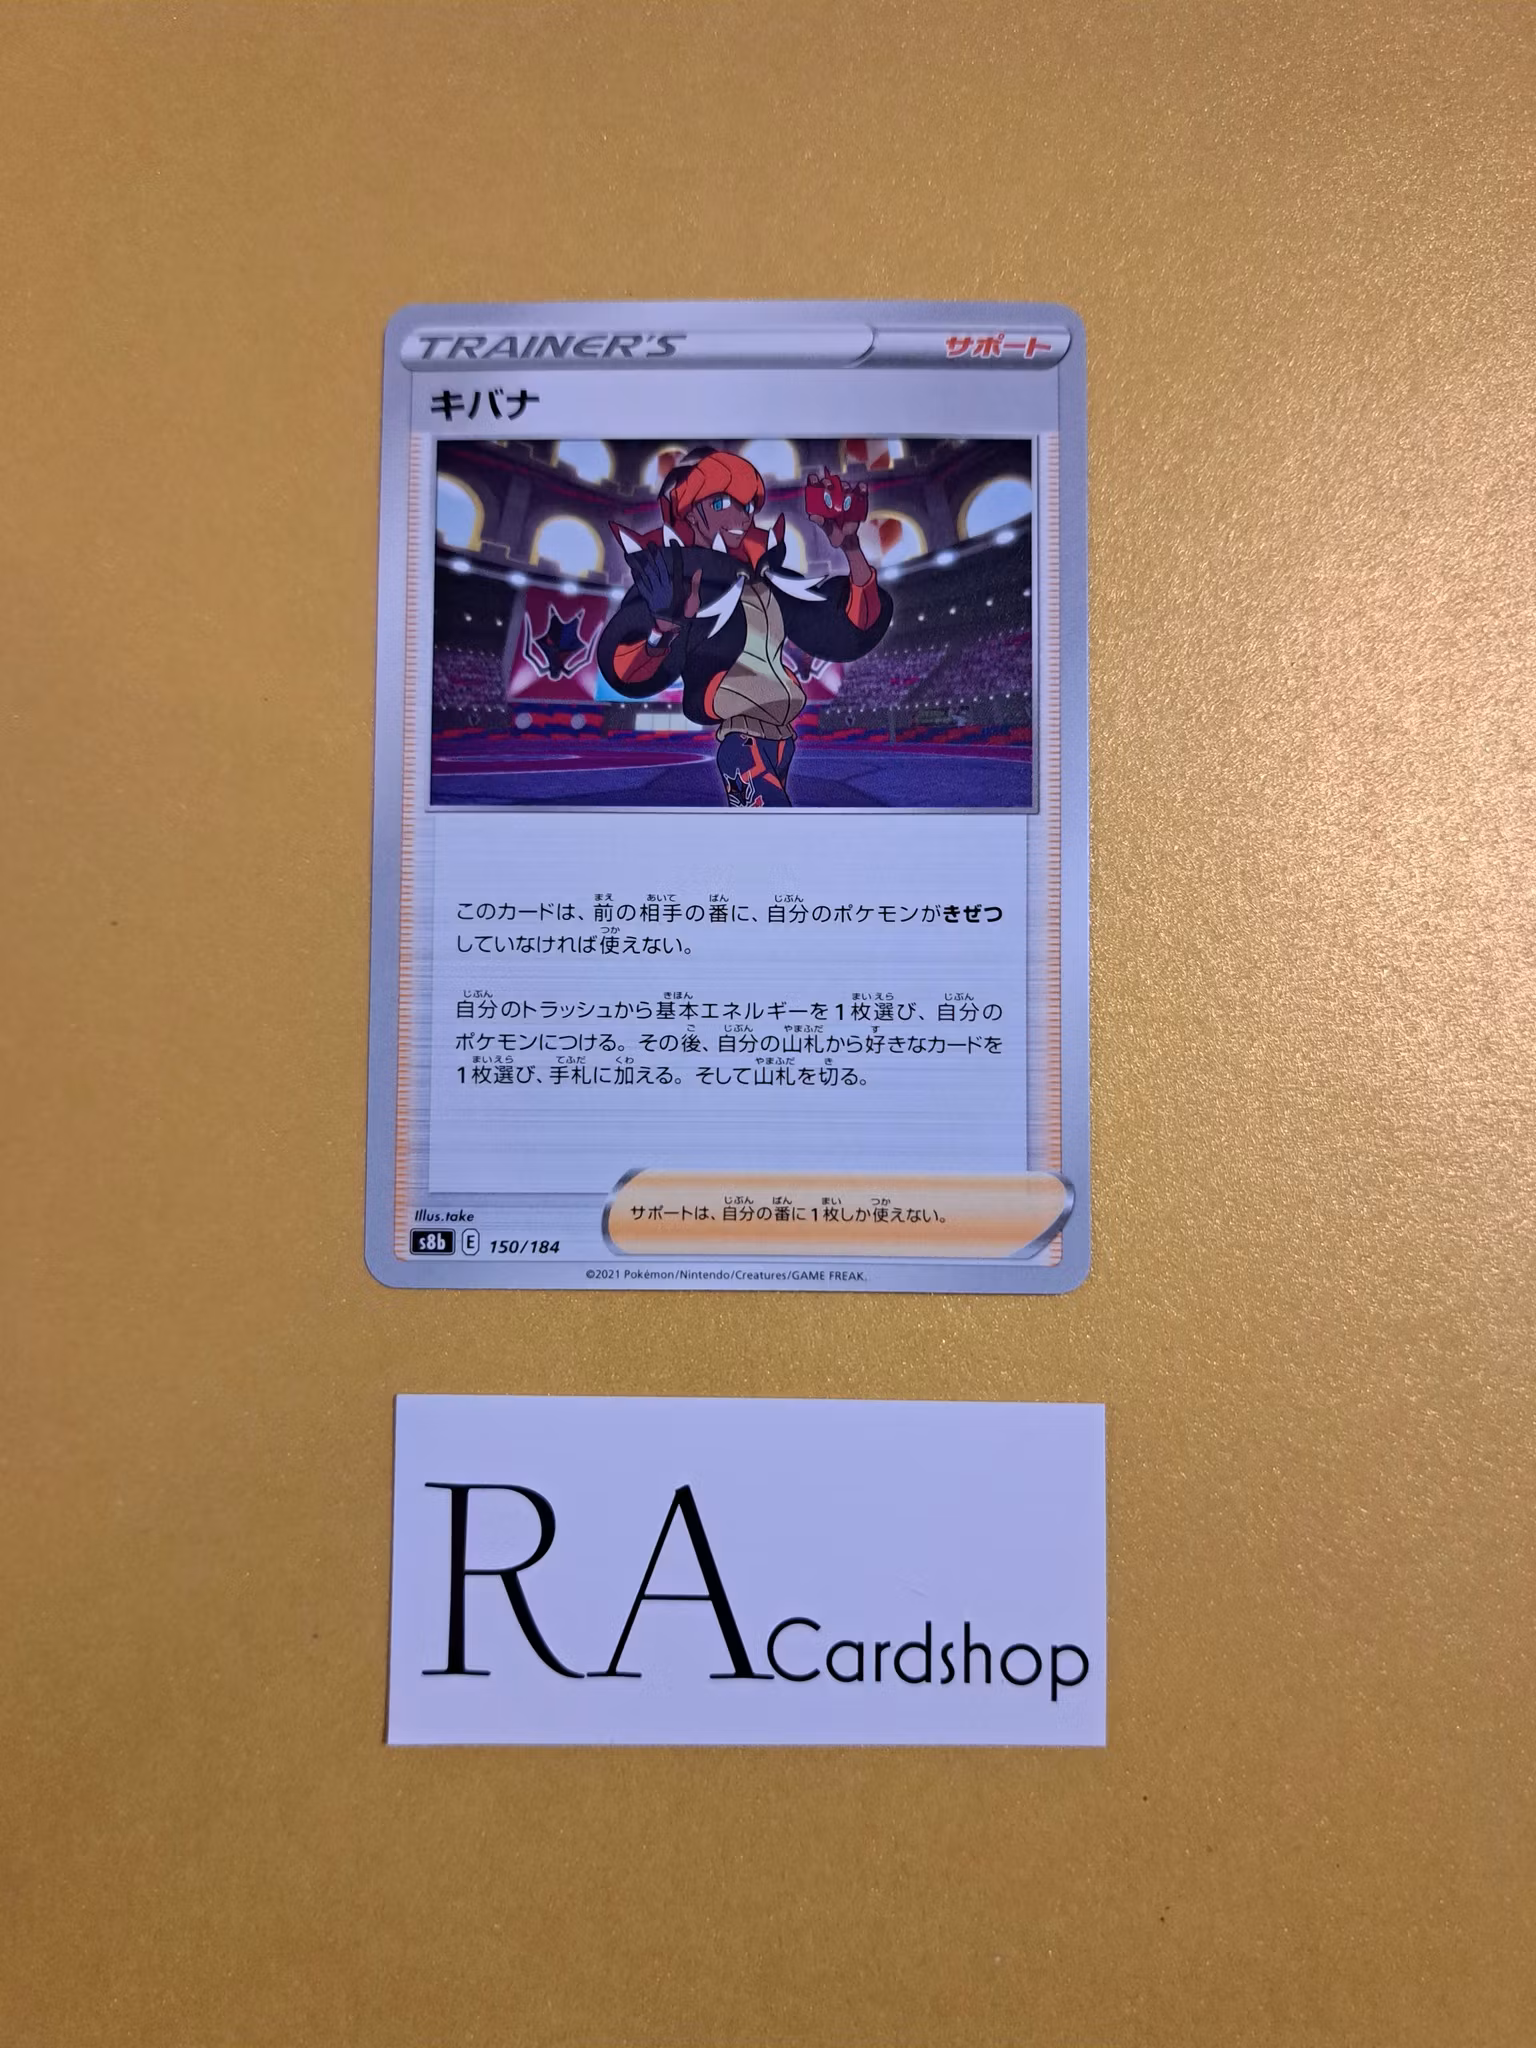 TRAINER'S サポート
キバナ
このカードは、前の相手の番に、自分のポケモンがきぜつ
していなければ使えない。
自分のトラッシュから基本エネルギーを1枚選び、自分の
ポケモンにつける。その後、自分の山札から好きなカードを
1枚選び、手札に加える。そして山札を切る。
サポートは、自分の番に1枚しか使えない。
Illus.take
s8b E 150/184
©2021 Pokémon/Nintendo/Creatures/GAME FREAK.
RA Cardshop